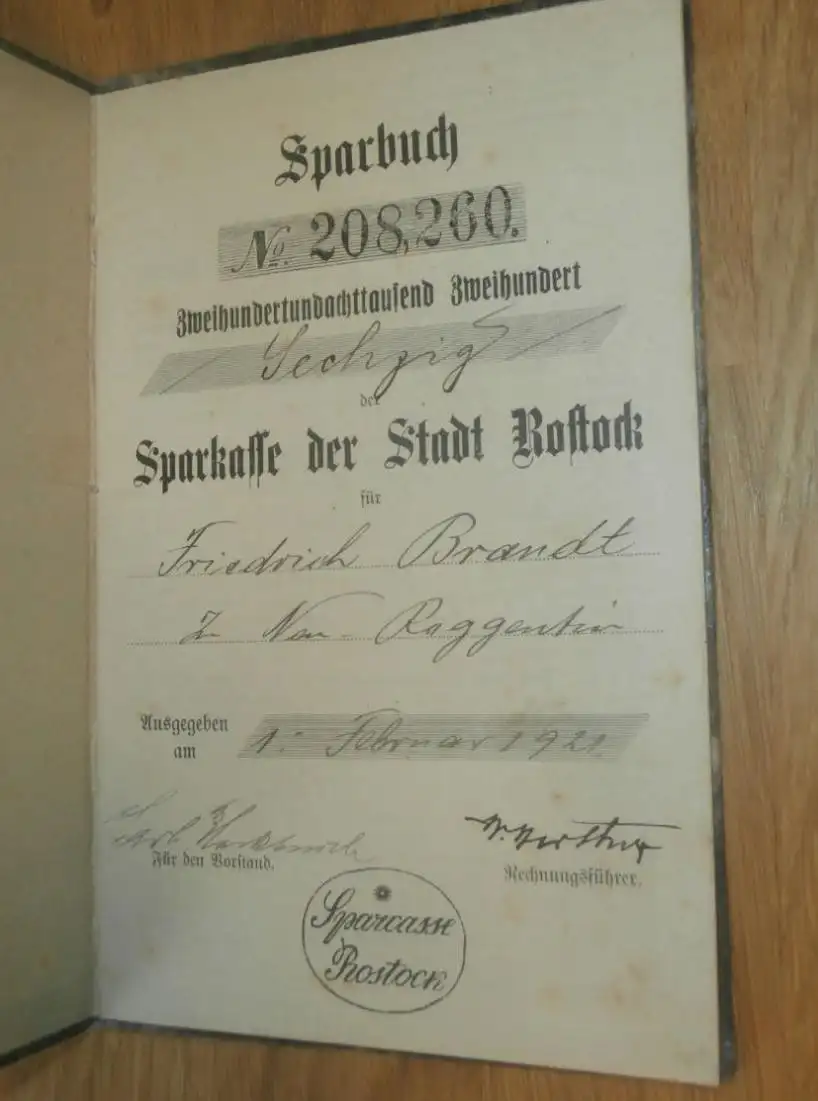 Sparbuch
No. 208,260.
Zweihundertundachttausend Zweihundert
Sechzig
der
Sparkasse der Stadt Rostock
für
Friedrich Brandt
Neu-
Ausgegeben
am
1. Februar 1921
Für den Vorstand.
Rechnungsführer.
Sparcasse
Rostock